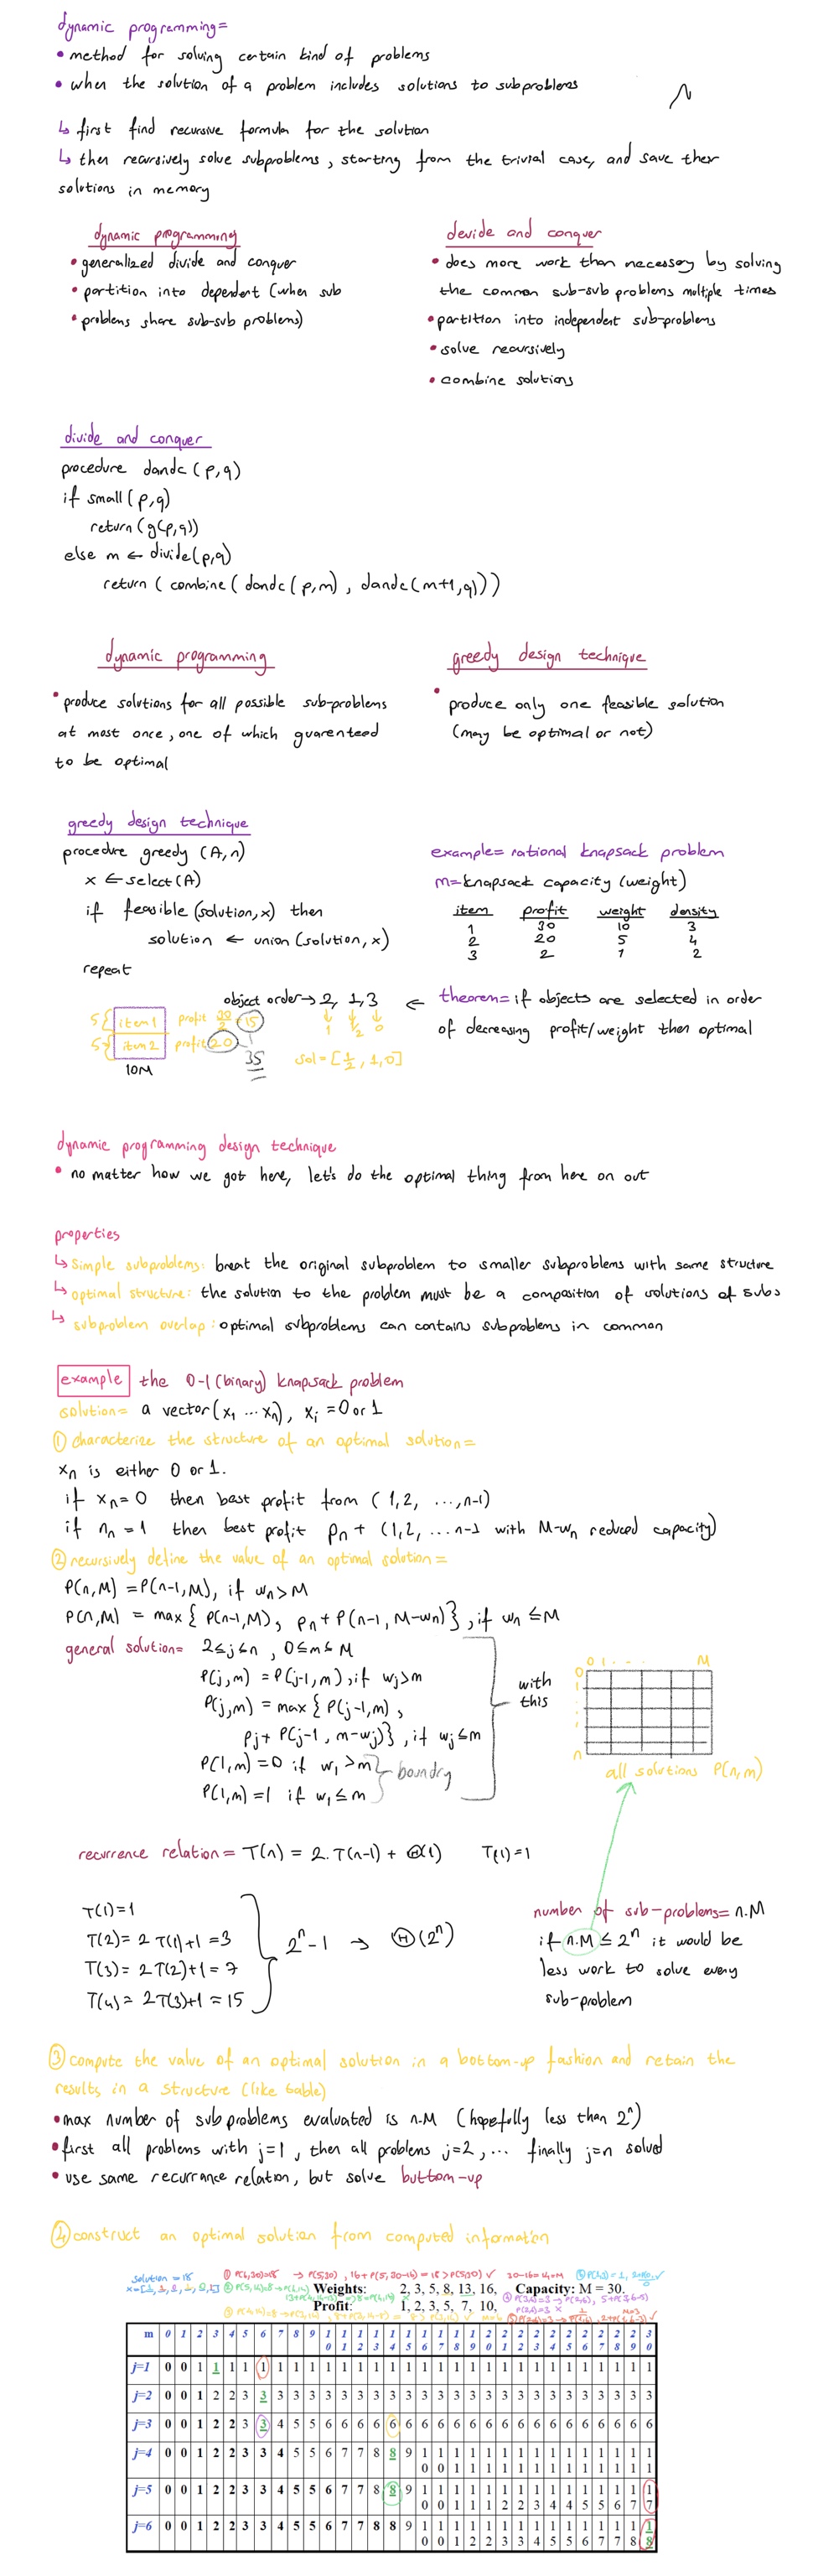 dynamic programming=
• method for solving certain kind of problems
• when the solution of a problem includes solutions to subproblems
↳ first find recursive formula for the solution
↳ then recursively solve subproblems, starting from the trivial case, and save their
solutions in memory
dynamic programming
• generalized divide and conquer
• partition into dependent (when sub
• problems share sub-sub problems)
devide and conquer
• does more work than necessary by solving
the common sub-sub problems multiple times
• partition into independent sub-problems
• solve recursively
• combine solutions
divide and conquer
procedure dandc (p,q)
if small (p,q)
return (g(p,q))
else m ← divide(p,q)
return ( combine ( dandc (p,m) , dandc (m+1,q)))
dynamic programming
• produce solutions for all possible sub-problems
at most once, one of which guarenteed
to be optimal
greedy design technique
• produce only one feasible solution
(may be optimal or not)
greedy design technique
procedure greedy (A,n)
x ← select(A)
if feasible (solution,x) then
solution ← union (solution,x)
repeat
example= rational knapsack problem
m=knapsack capacity (weight)
item profit weight density
1 30 10 3
2 20 5 4
3 2 1 2
object order→ 2, 1, 3 ← theorem= if objects are selected in order
of decreasing profit/weight then optimal
↓ ↓ ↓
1 1/2 0
5{ item 1 profit 30/2 = 15
5{ item 2 profit 20
35
10M
sol = [1/2, 1, 0]
dynamic programming design technique
• no matter how we got here, let's do the optimal thing from here on out
properties
↳ simple subproblems: break the original subproblem to smaller subproblems with same structure
↳ optimal structure: the solution to the problem must be a composition of solutions of subs
↳ subproblem overlap: optimal subproblems can contains subproblems in common
example the 0-1 (binary) knapsack problem
solution= a vector (x1 ... xn), xi = 0 or 1
① characterize the structure of an optimal solution=
xn is either 0 or 1.
if xn=0 then best profit from (1,2, ...,n-1)
if nn=1 then best profit pn + (1,2, ... n-1 with M-wn reduced capacity)
② recursively define the value of an optimal solution=
P(n,M) = P(n-1,M), if wn>M
P(n,M) = max{ P(n-1,M), pn + P(n-1, M-wn)}, if wn ≤ M
general solution= 2≤j≤n , 0≤m≤M
P(j,m) = P(j-1,m), if wj>m
P(j,m) = max { P(j-1,m),
pj + P(j-1, m-wj)}, if wj≤m
P(1,m) = 0 if w1 >m
P(1,m) = 1 if w1 ≤ m
boundry
with
this
0 1 . . . M
0
1
n
all solutions P(n,m)
recurrence relation= T(n) = 2.T(n-1) + Θ(1) T(1)=1
T(1)=1
T(2)= 2 T(1)+1 =3
T(3)= 2T(2)+1= 7
T(4)= 2T(3)+1 = 15
2^n -1 → Θ(2^n)
number of sub-problems= n.M
if n.M ≤ 2^n it would be
less work to solve every
sub-problem
③ compute the value of an optimal solution in a bottom-up fashion and retain the
results in a structure (like table)
• max number of subproblems evaluated is n.M (hopefully less than 2^n)
• first all problems with j=1, then all problems j=2, ... finally j=n solved
• use same recurrance relation, but solve bottom-up
④ construct an optimal solution from computed information
solution = 18
Weights: 2, 3, 5, 8, 13, 16, Capacity: M = 30.
Profit: 1, 2, 3, 5, 7, 10,
m 0 1 2 3 4 5 6 7 8 9 10 11 12 13 14 15 16 17 18 19 20 21 22 23 24 25 26 27 28 29 30
j=1 0 0 1 1 1 1 1 1 1 1 1 1 1 1 1 1 1 1 1 1 1 1 1 1 1 1 1 1 1 1 1
j=2 0 0 1 2 2 3 3 3 3 3 3 3 3 3 3 3 3 3 3 3 3 3 3 3 3 3 3 3 3 3 3
j=3 0 0 1 2 2 3 3 4 5 5 6 6 6 6 6 6 6 6 6 6 6 6 6 6 6 6 6 6 6 6 6
j=4 0 0 1 2 2 3 3 4 5 5 6 7 7 8 8 9 10 10 11 11 11 11 11 11 11 11 11 11 11 11 11
j=5 0 0 1 2 2 3 3 4 5 5 6 7 7 8 8 9 10 10 11 11 11 12 12 13 14 14 15 15 16 17 17
j=6 0 0 1 2 2 3 3 4 5 5 6 7 7 8 8 9 10 10 11 12 12 13 13 14 15 15 16 17 17 18 18